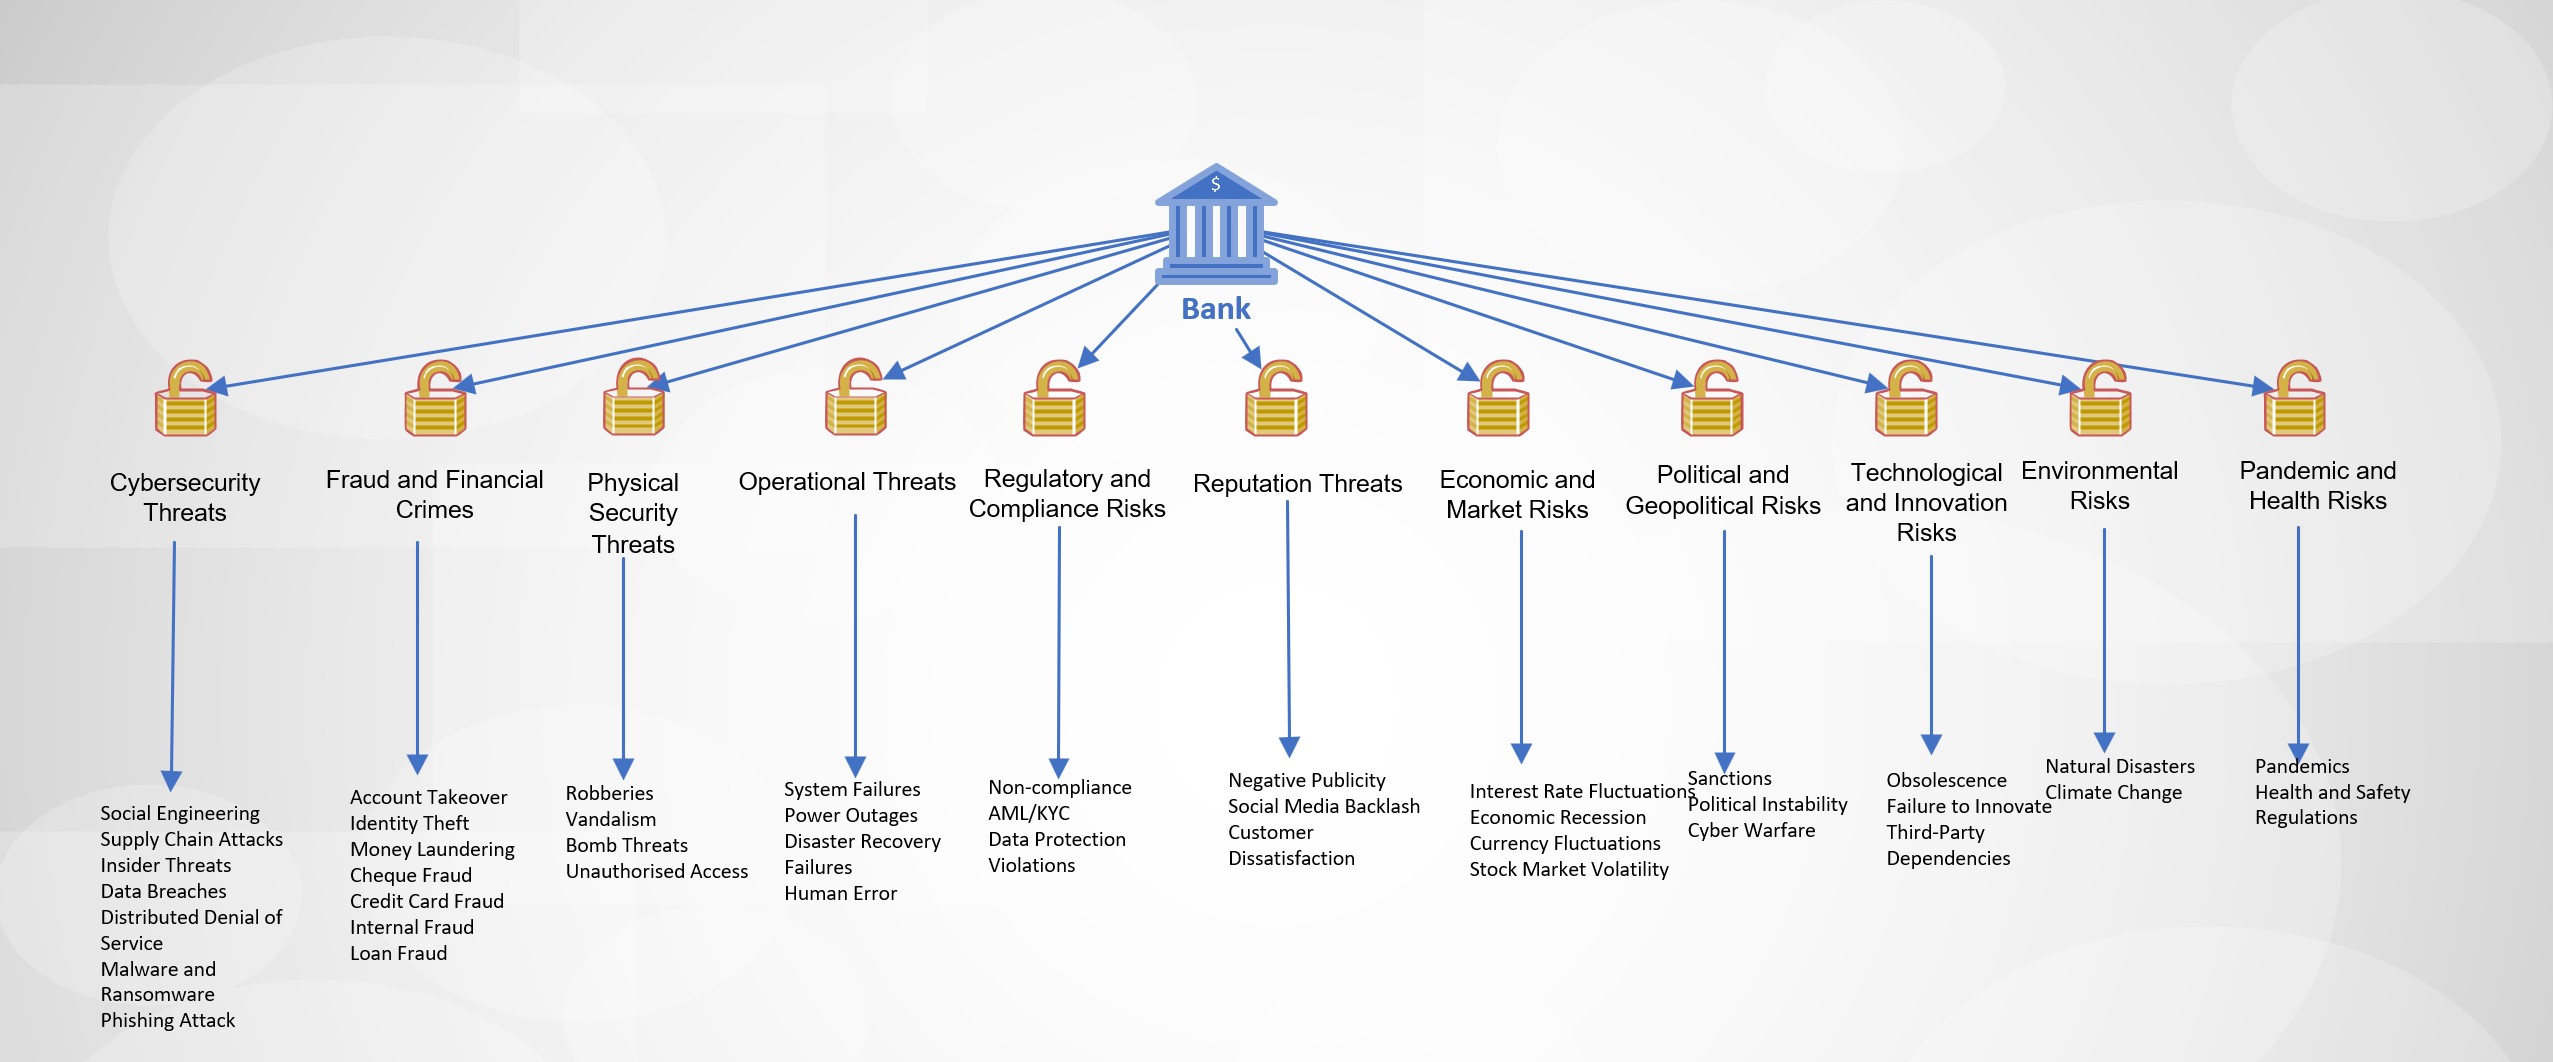 $
Bank
Cybersecurity
Threats
Fraud and Financial
Crimes
Physical
Security
Threats
Operational Threats
Regulatory and
Compliance Risks
Reputation Threats
Economic and
Market Risks
Political and
Geopolitical Risks
Technological
and Innovation
Risks
Environmental
Risks
Pandemic and
Health Risks
Social Engineering
Supply Chain Attacks
Insider Threats
Data Breaches
Distributed Denial of
Service
Malware and
Ransomware
Phishing Attack
Account Takeover
Identity Theft
Money Laundering
Cheque Fraud
Credit Card Fraud
Internal Fraud
Loan Fraud
Robberies
Vandalism
Bomb Threats
Unauthorised Access
System Failures
Power Outages
Disaster Recovery
Failures
Human Error
Non-compliance
AML/KYC
Data Protection
Violations
Negative Publicity
Social Media Backlash
Customer
Dissatisfaction
Interest Rate Fluctuations
Economic Recession
Currency Fluctuations
Stock Market Volatility
Sanctions
Political Instability
Cyber Warfare
Obsolescence
Failure to Innovate
Third-Party
Dependencies
Natural Disasters
Climate Change
Pandemics
Health and Safety
Regulations